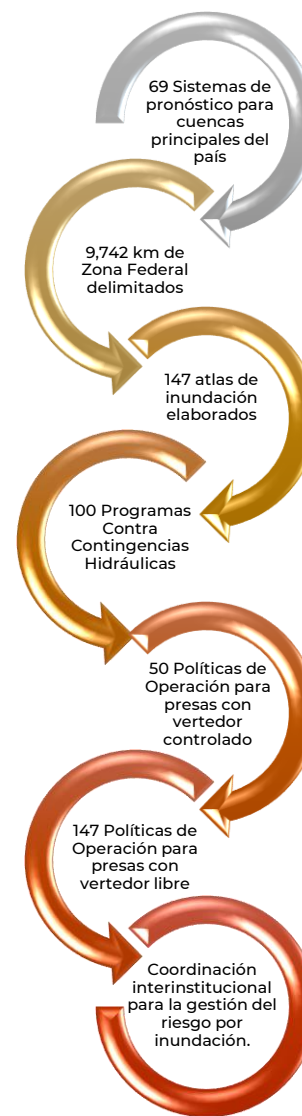 69 Sistemas de
pronóstico para
cuencas
principales del
país
9,742 km de
Zona Federal
delimitados
147 atlas de
inundación
elaborados
100 Programas
Contra
Contingencias
Hidráulicas
50 Políticas de
Operación para
presas con
vertedor
controlado
147 Políticas de
Operación para
presas con
vertedor libre
Coordinación
interinstitucional
para la gestión del
riesgo por
inundación.